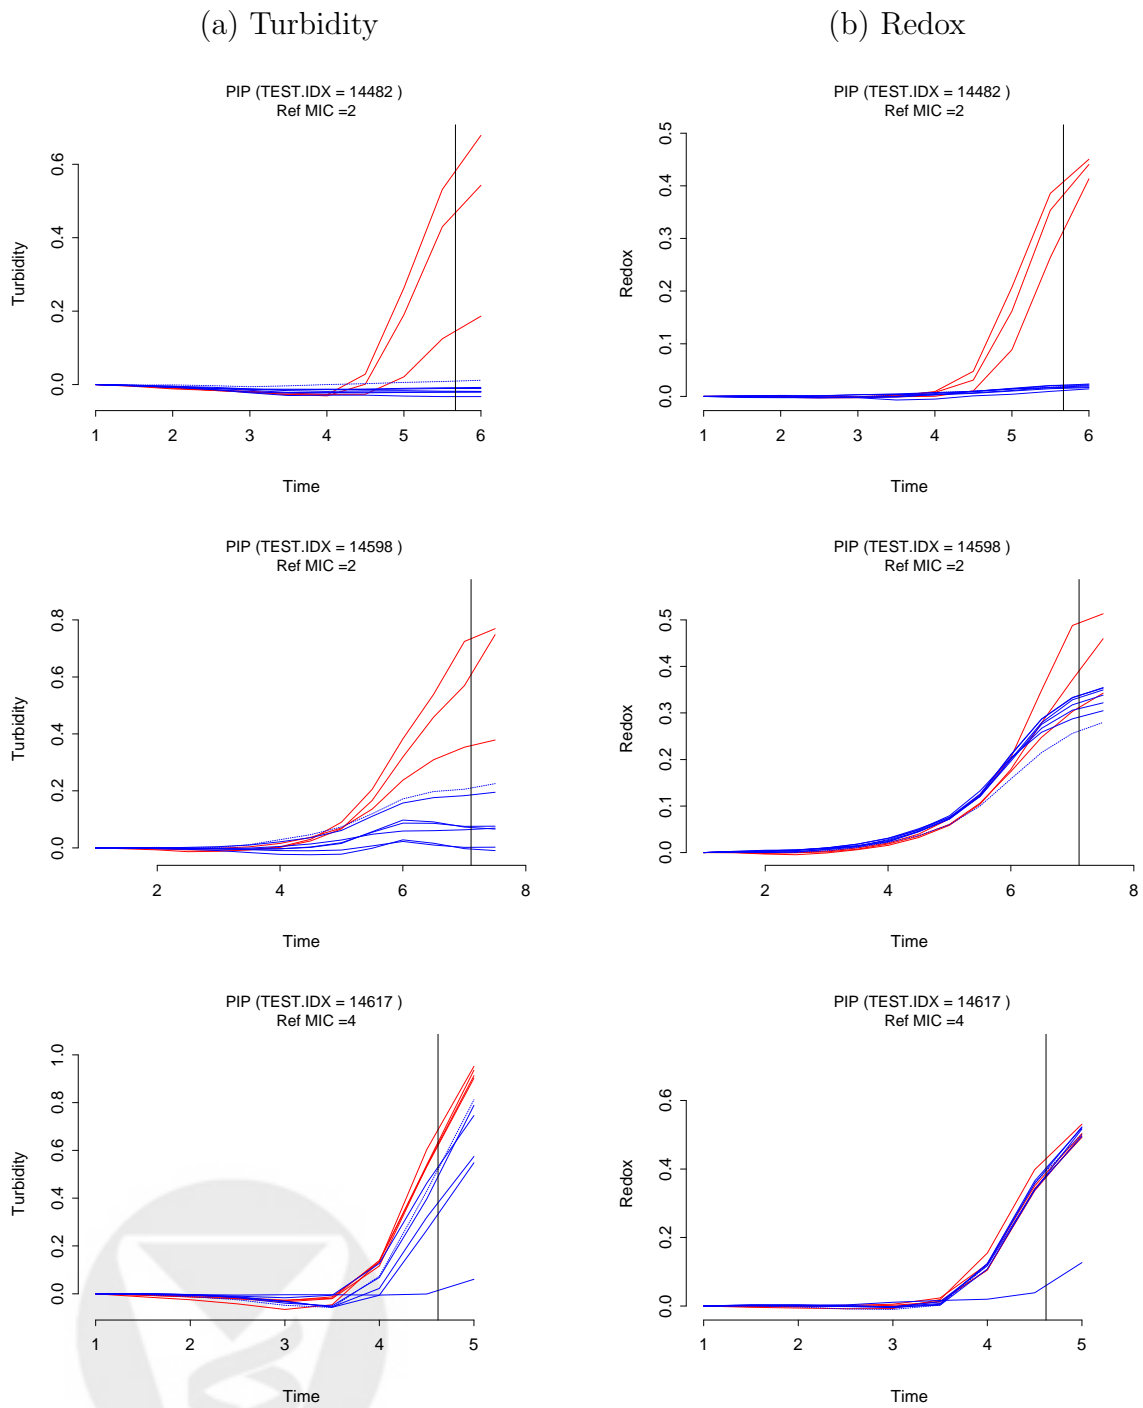 (a) Turbidity
(b) Redox
PIP (TEST.IDX = 14482 )
Ref MIC =2
Turbidity
0.0
0.2
0.4
0.6
1
2
3
4
5
6
Time
PIP (TEST.IDX = 14482 )
Ref MIC =2
Redox
0.0
0.1
0.2
0.3
0.4
0.5
1
2
3
4
5
6
Time
PIP (TEST.IDX = 14598 )
Ref MIC =2
Turbidity
0.0
0.2
0.4
0.6
0.8
2
4
6
8
Time
PIP (TEST.IDX = 14598 )
Ref MIC =2
Redox
0.0
0.1
0.2
0.3
0.4
0.5
2
4
6
8
Time
PIP (TEST.IDX = 14617 )
Ref MIC =4
Turbidity
0.0
0.2
0.4
0.6
0.8
1.0
1
2
3
4
5
Time
PIP (TEST.IDX = 14617 )
Ref MIC =4
Redox
0.0
0.2
0.4
0.6
1
2
3
4
5
Time